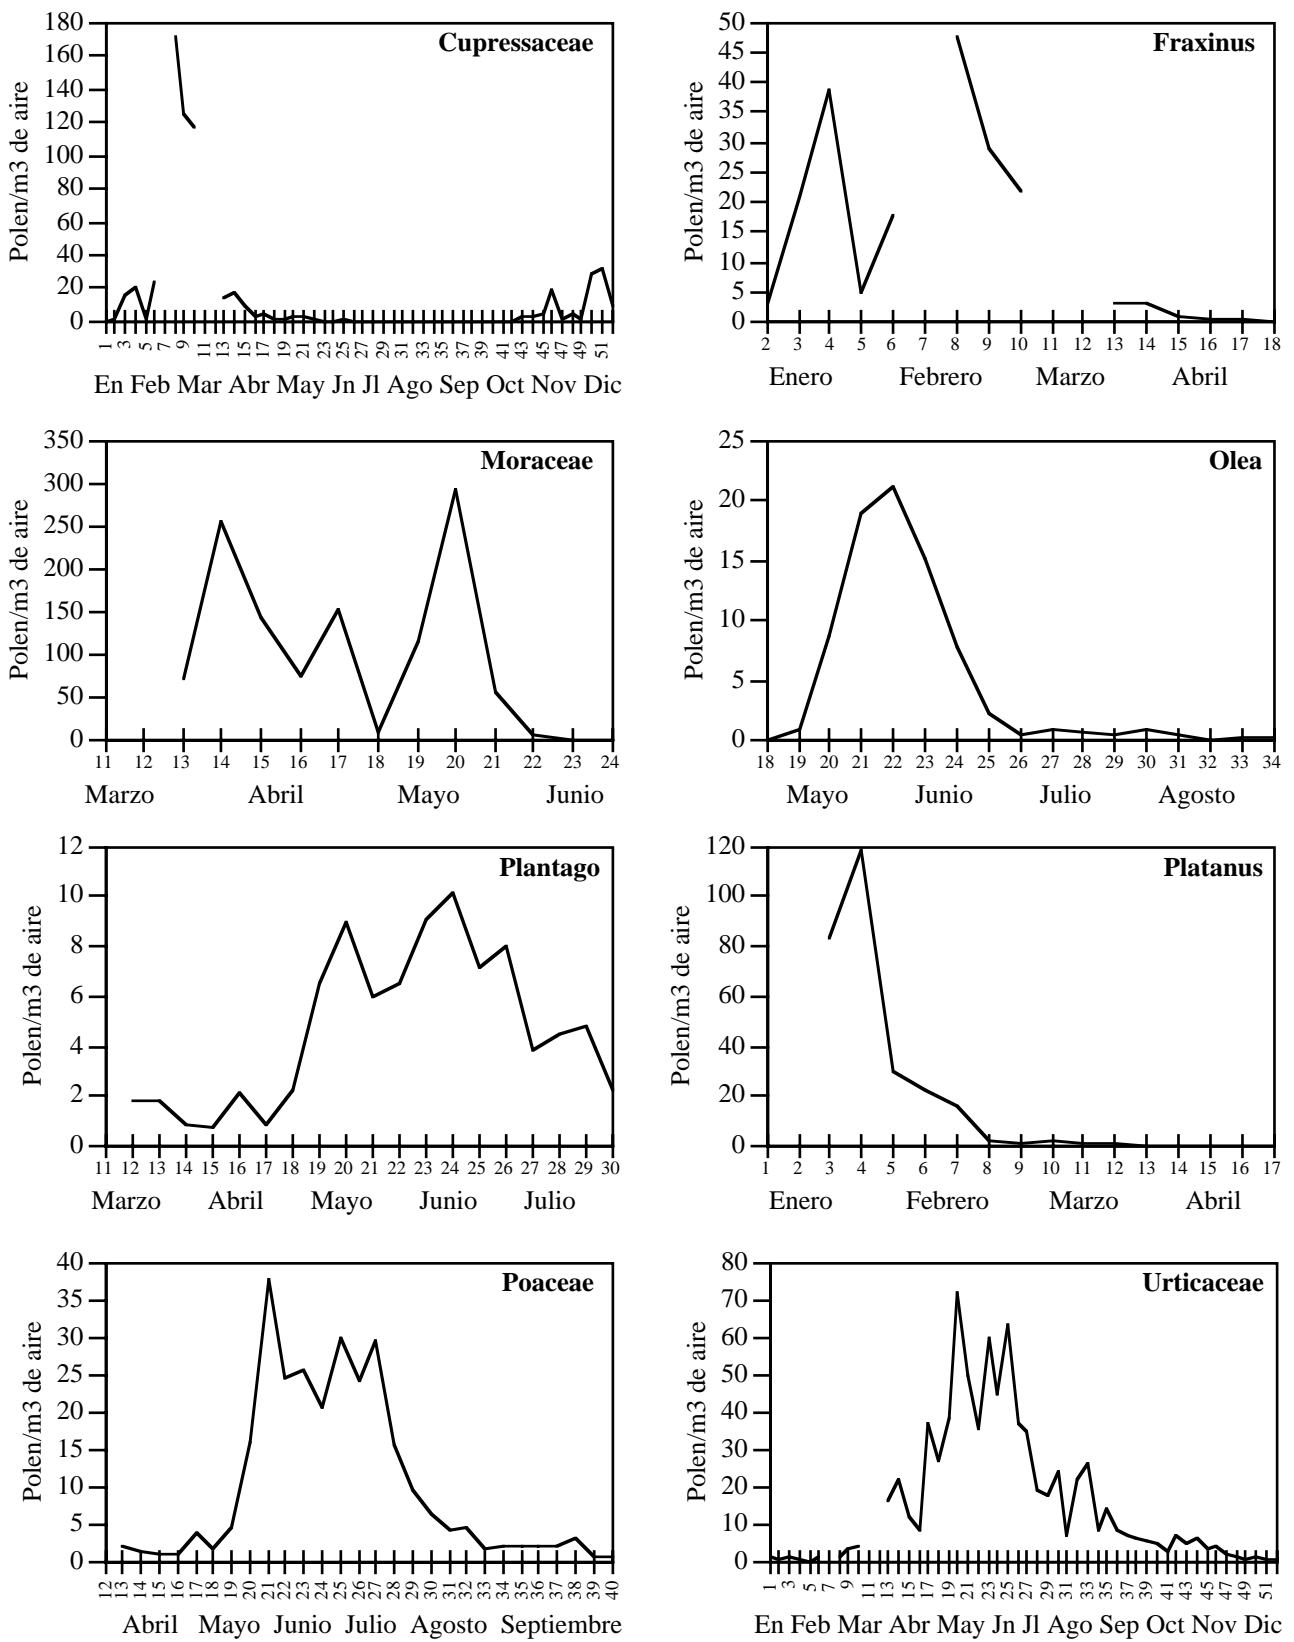 Cupressaceae
Polen/m3 de aire
180
160
140
120
100
80
60
40
20
0
1 3 5 7 9 11 13 15 17 19 21 23 25 27 29 31 33 35 37 39 41 43 45 47 49 51
En Feb Mar Abr May Jn Jl Ago Sep Oct Nov Dic
Fraxinus
Polen/m3 de aire
50
45
40
35
30
25
20
15
10
5
0
2 3 4 5 6 7 8 9 10 11 12 13 14 15 16 17 18
Enero Febrero Marzo Abril
Moraceae
Polen/m3 de aire
350
300
250
200
150
100
50
0
11 12 13 14 15 16 17 18 19 20 21 22 23 24
Marzo Abril Mayo Junio
Olea
Polen/m3 de aire
25
20
15
10
5
0
18 19 20 21 22 23 24 25 26 27 28 29 30 31 32 33 34
Mayo Junio Julio Agosto
Plantago
Polen/m3 de aire
12
10
8
6
4
2
0
11 12 13 14 15 16 17 18 19 20 21 22 23 24 25 26 27 28 29 30
Marzo Abril Mayo Junio Julio
Platanus
Polen/m3 de aire
120
100
80
60
40
20
0
1 2 3 4 5 6 7 8 9 10 11 12 13 14 15 16 17
Enero Febrero Marzo Abril
Poaceae
Polen/m3 de aire
40
35
30
25
20
15
10
5
0
12 13 14 15 16 17 18 19 20 21 22 23 24 25 26 27 28 29 30 31 32 33 34 35 36 37 38 39 40
Abril Mayo Junio Julio Agosto Septiembre
Urticaceae
Polen/m3 de aire
80
70
60
50
40
30
20
10
0
1 3 5 7 9 11 13 15 17 19 21 23 25 27 29 31 33 35 37 39 41 43 45 47 49 51
En Feb Mar Abr May Jn Jl Ago Sep Oct Nov Dic